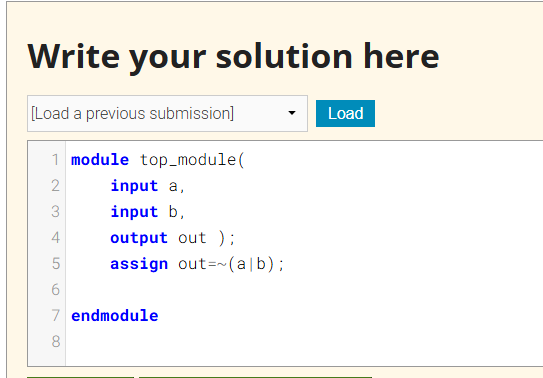 Write your solution here
[Load a previous submission] Load
1 module top_module(
2     input a,
3     input b,
4     output out );
5     assign out=~(a|b);
6
7 endmodule
8